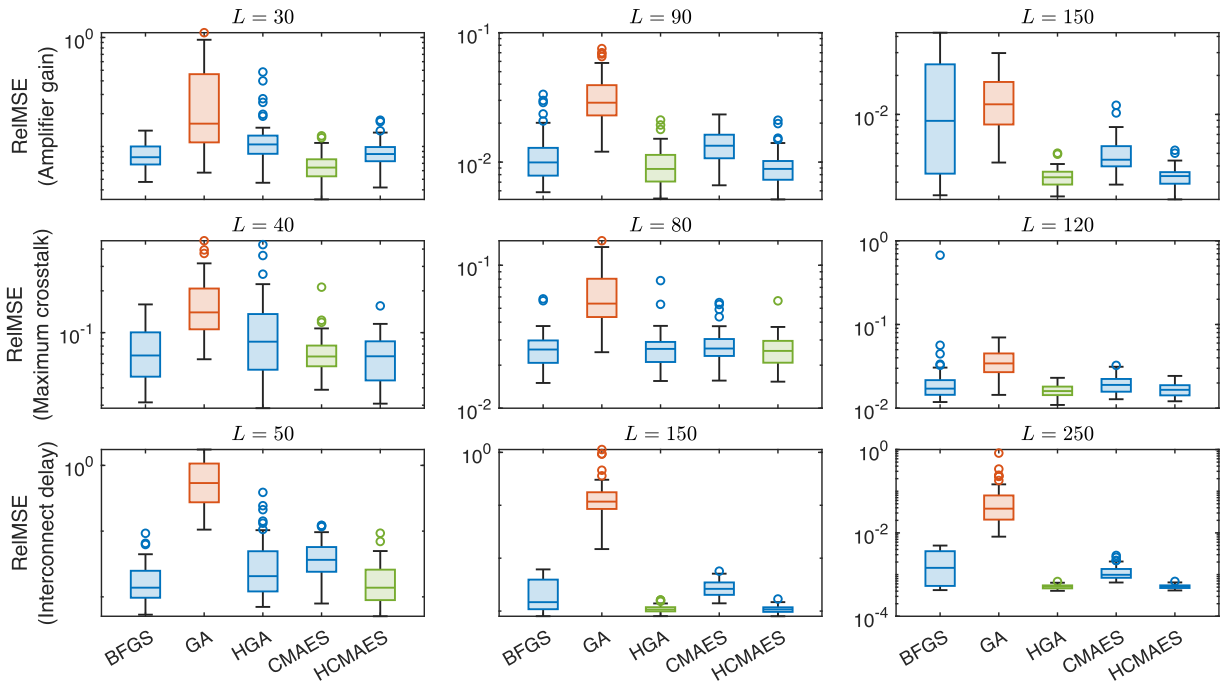 L = 30
L = 90
L = 150
RelMSE
(Amplifier gain)
10^0
10^-1
10^-2
10^-2
L = 40
L = 80
L = 120
RelMSE
(Maximum crosstalk)
10^-1
10^-1
10^-2
10^0
10^-1
10^-2
L = 50
L = 150
L = 250
RelMSE
(Interconnect delay)
10^0
10^0
10^0
10^-2
10^-4
BFGS
GA
HGA
CMAES
HCMAES
BFGS
GA
HGA
CMAES
HCMAES
BFGS
GA
HGA
CMAES
HCMAES